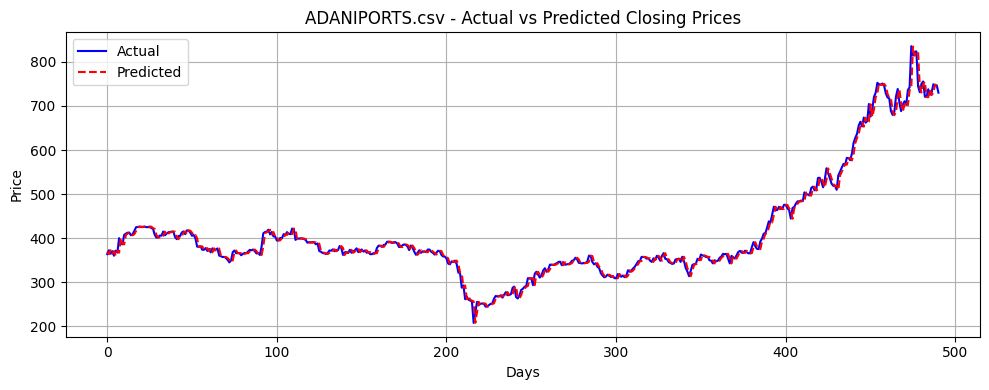 ADANIPORTS.csv - Actual vs Predicted Closing Prices
Actual
Predicted
Price
800
700
600
500
400
300
200
0 100 200 300 400 500
Days